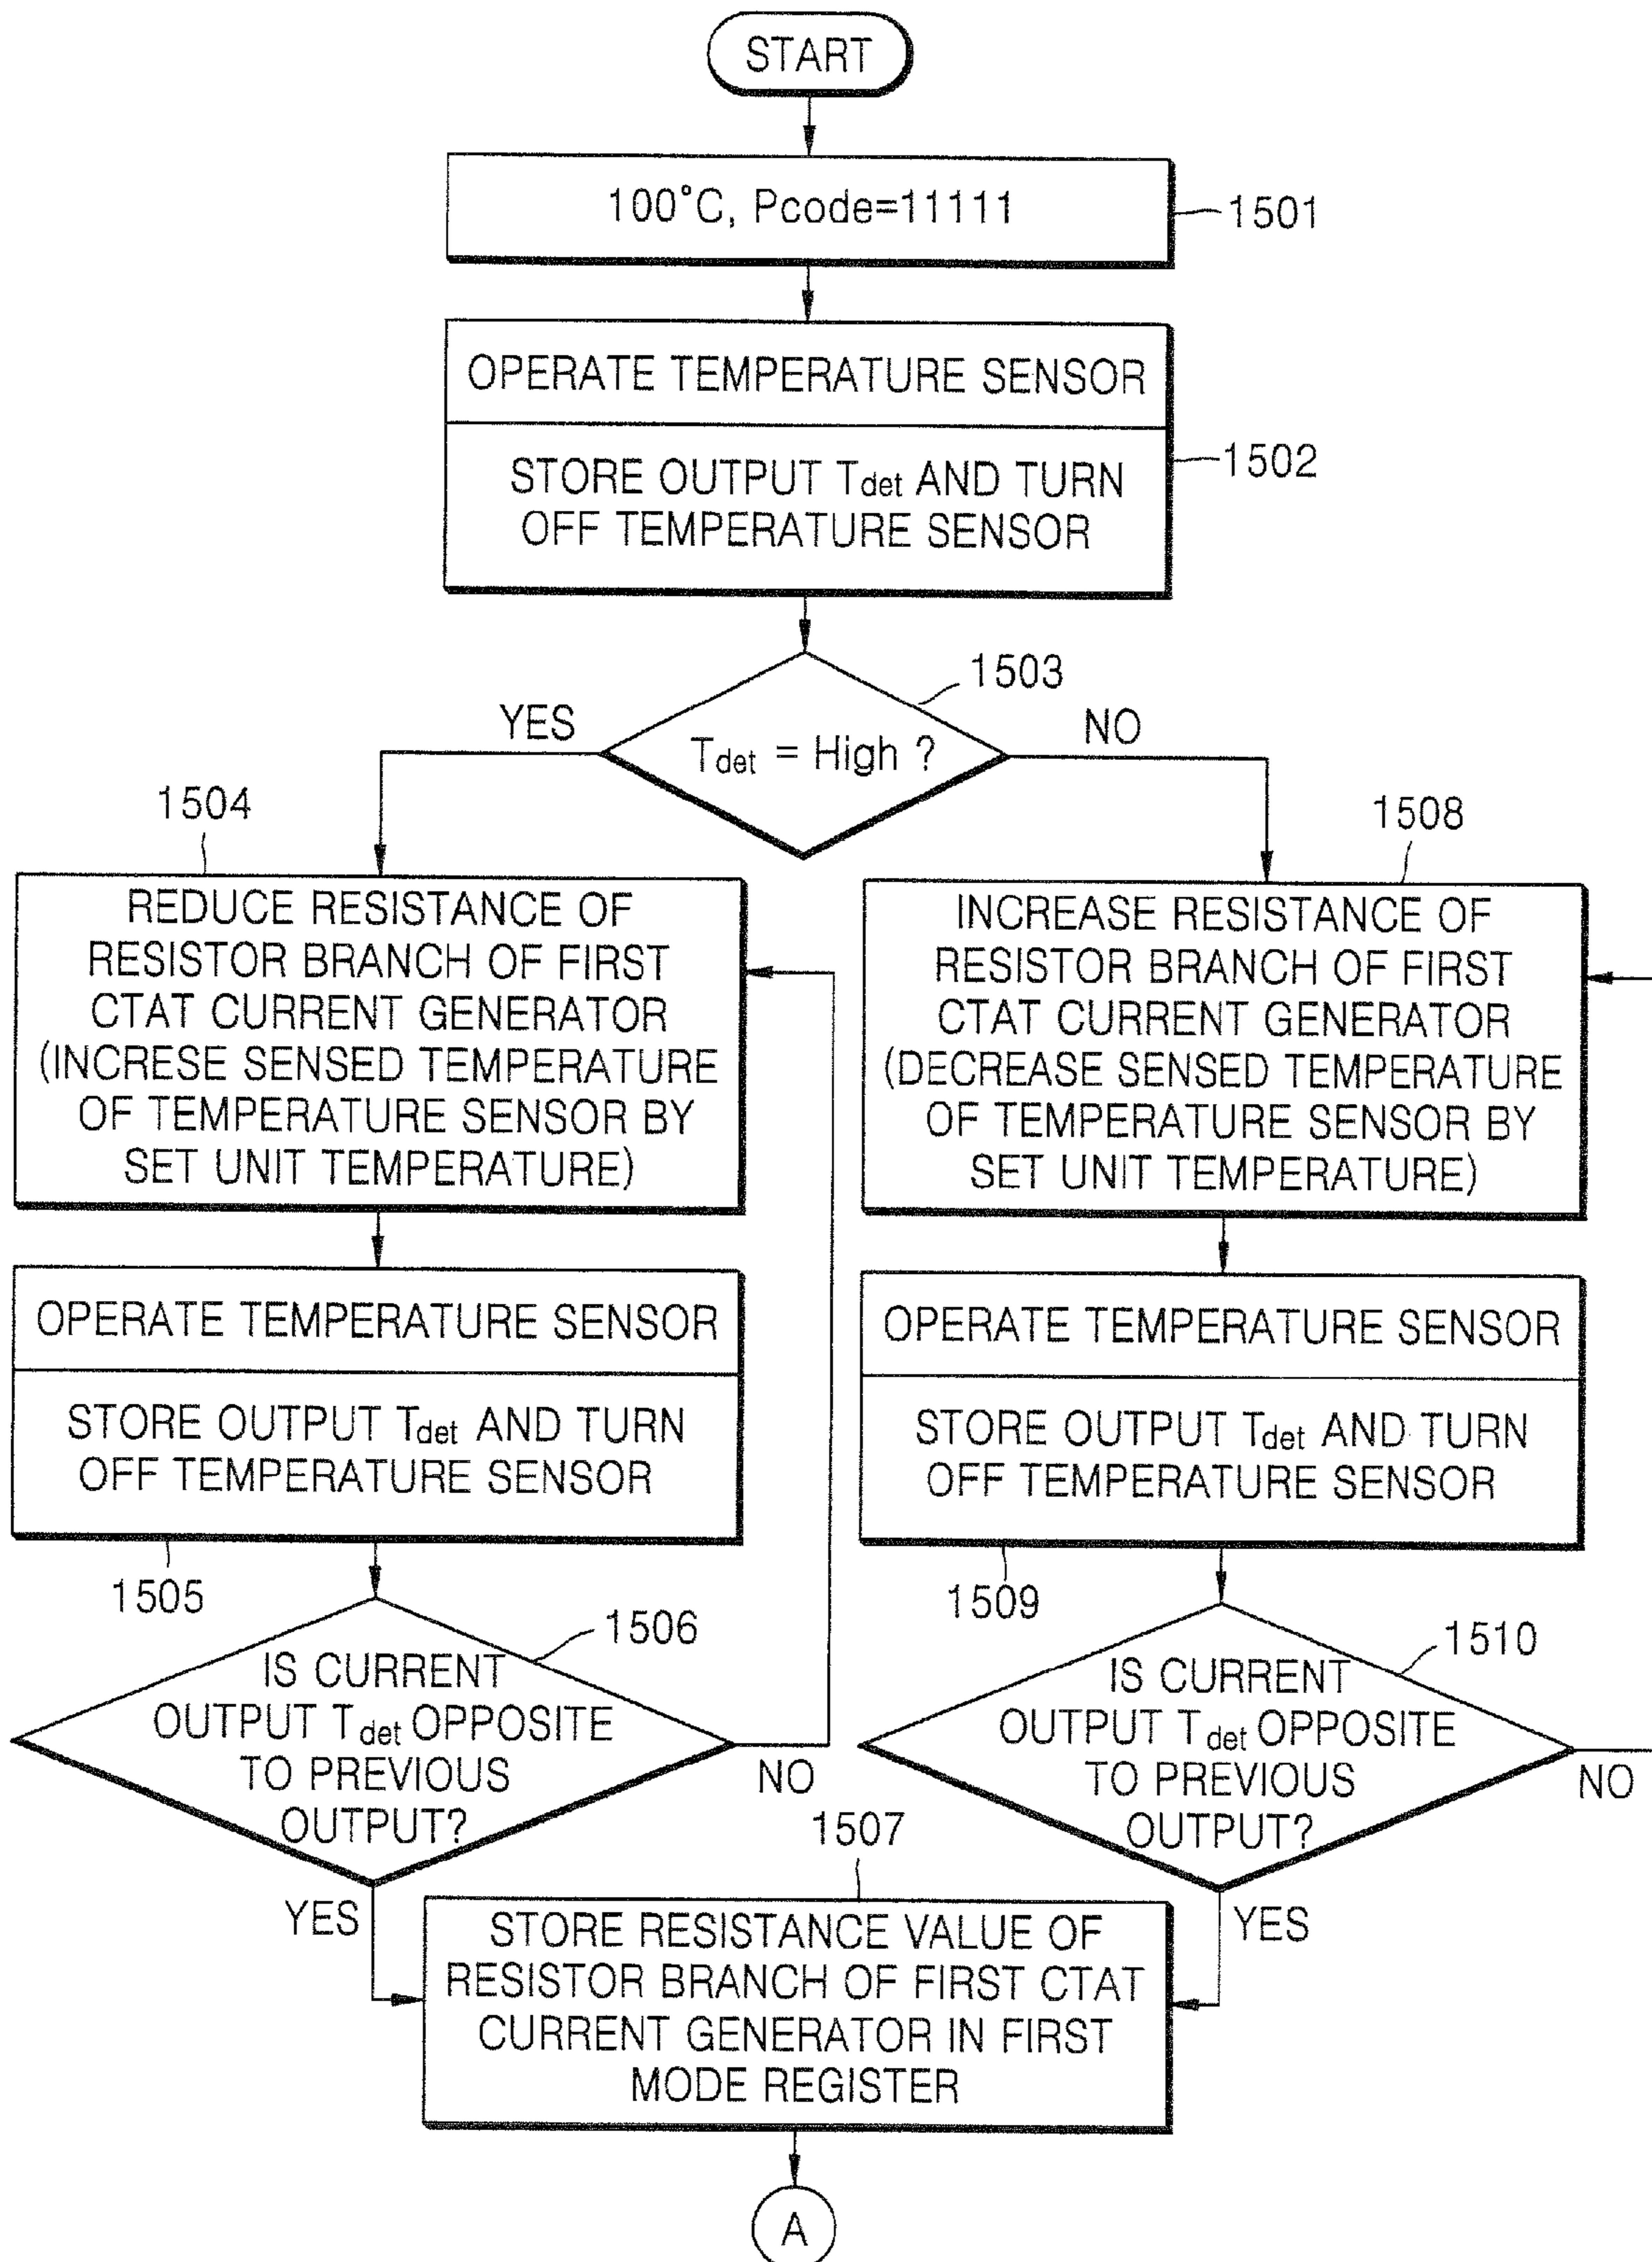 START
100°C, Pcode=11111
1501
OPERATE TEMPERATURE SENSOR
STORE OUTPUT Tdet AND TURN
OFF TEMPERATURE SENSOR
1502
1503
YES
NO
Tdet = High ?
1504
REDUCE RESISTANCE OF
RESISTOR BRANCH OF FIRST
CTAT CURRENT GENERATOR
(INCRESE SENSED TEMPERATURE
OF TEMPERATURE SENSOR BY
SET UNIT TEMPERATURE)
1508
INCREASE RESISTANCE OF
RESISTOR BRANCH OF FIRST
CTAT CURRENT GENERATOR
(DECREASE SENSED TEMPERATURE
OF TEMPERATURE SENSOR BY
SET UNIT TEMPERATURE)
OPERATE TEMPERATURE SENSOR
STORE OUTPUT Tdet AND TURN
OFF TEMPERATURE SENSOR
1505
OPERATE TEMPERATURE SENSOR
STORE OUTPUT Tdet AND TURN
OFF TEMPERATURE SENSOR
1509
1506
IS CURRENT
OUTPUT Tdet OPPOSITE
TO PREVIOUS
OUTPUT?
NO
YES
1510
IS CURRENT
OUTPUT Tdet OPPOSITE
TO PREVIOUS
OUTPUT?
NO
YES
1507
STORE RESISTANCE VALUE OF
RESISTOR BRANCH OF FIRST CTAT
CURRENT GENERATOR IN FIRST
MODE REGISTER
A